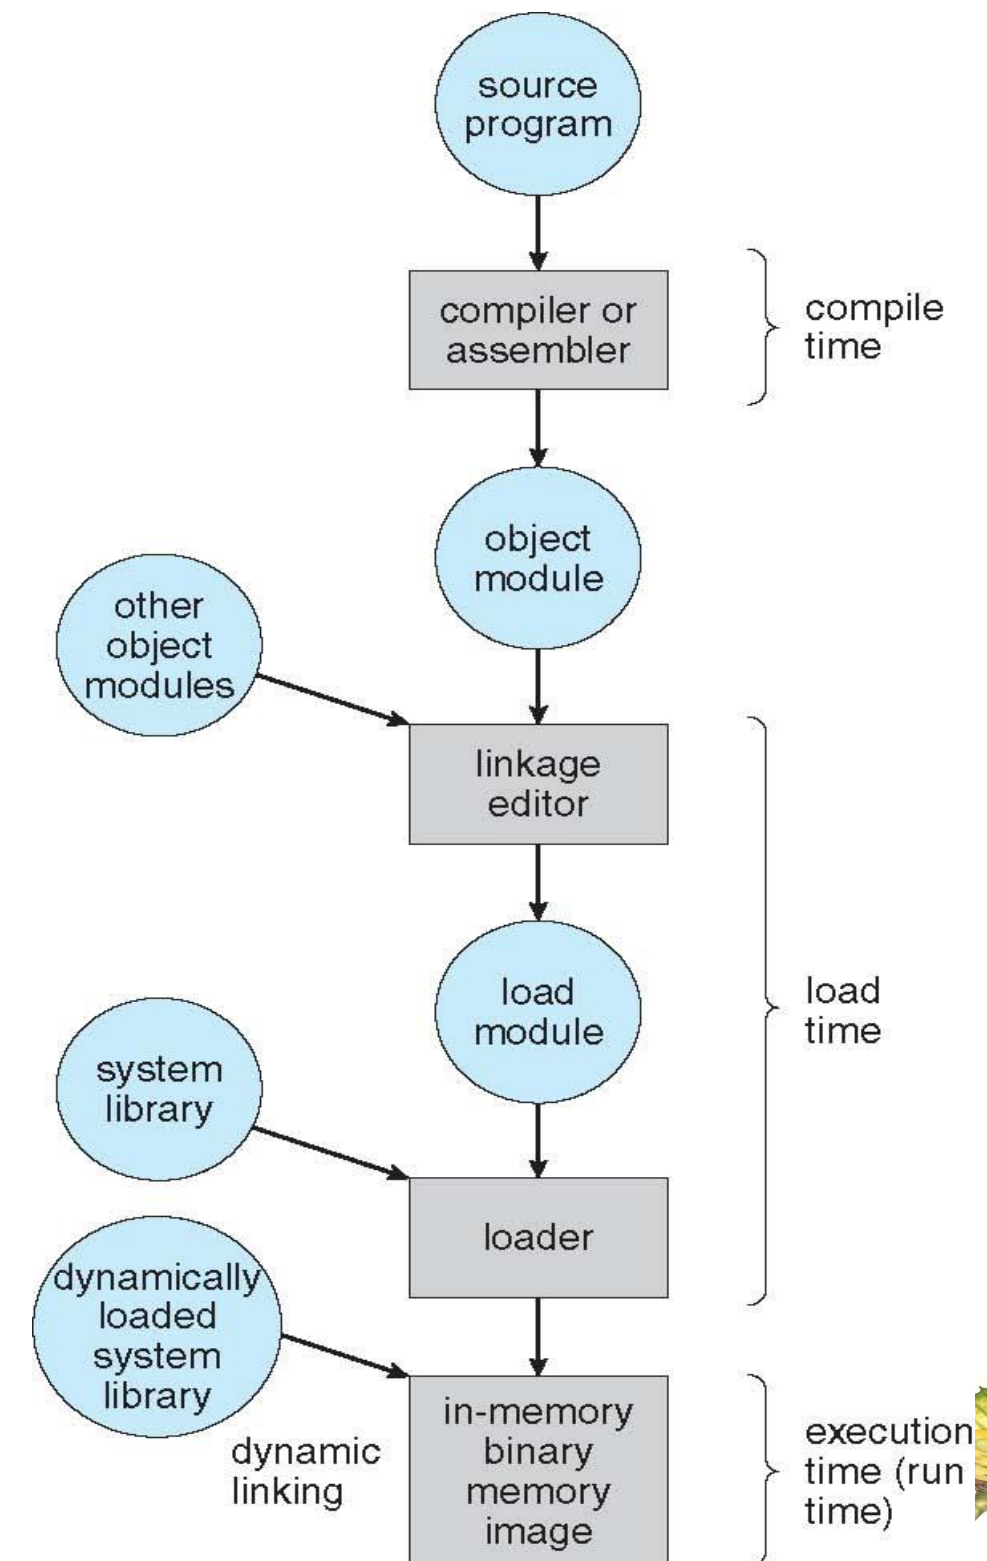 source
program
compiler or
assembler
compile
time
object
module
other
object
modules
linkage
editor
load
module
load
time
system
library
loader
dynamically
loaded
system
library
dynamic
linking
in-memory
binary
memory
image
execution
time (run
time)